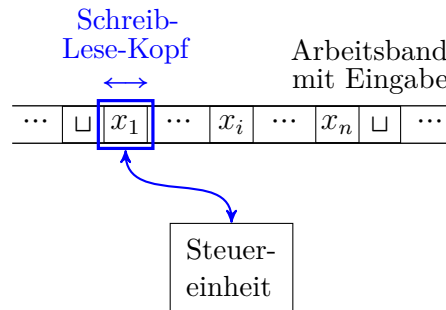 Schreib-
Lese-Kopf
Arbeitsband
mit Eingabe
... ⊔ x₁ ... xᵢ ... xₙ ⊔ ...
Steuer-
einheit